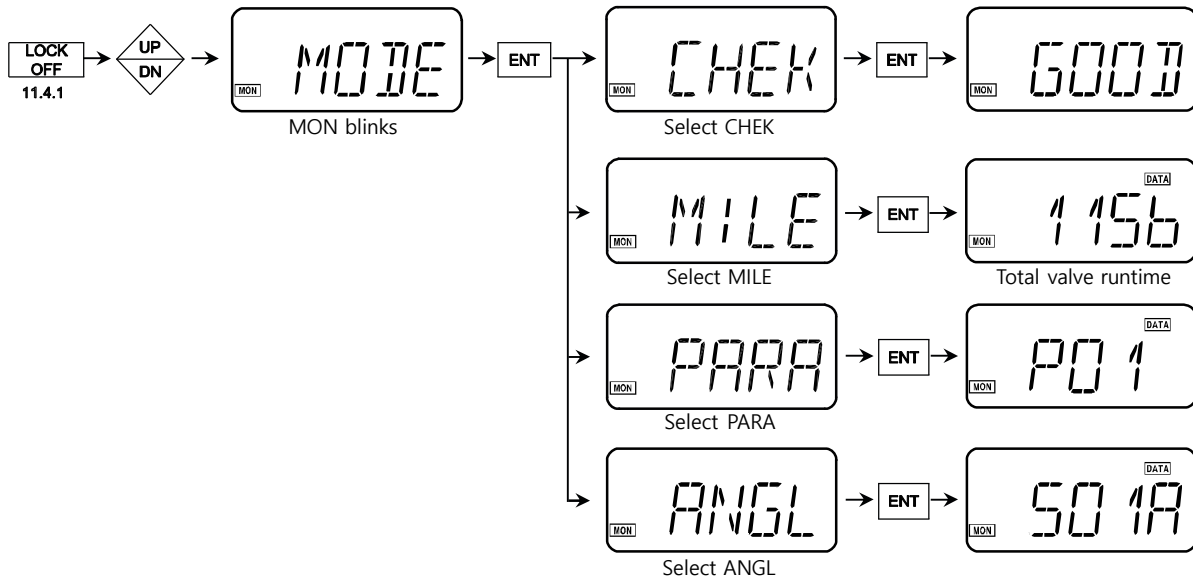 LOCK
OFF
11.4.1
UP
DN
MON
MODE
MON blinks
ENT
MON
CHEK
Select CHEK
ENT
MON
GOOD
MON
MILE
Select MILE
ENT
DATA
MON
1156
Total valve runtime
MON
PARA
Select PARA
ENT
DATA
MON
P01
MON
ANGL
Select ANGL
ENT
DATA
MON
S01A